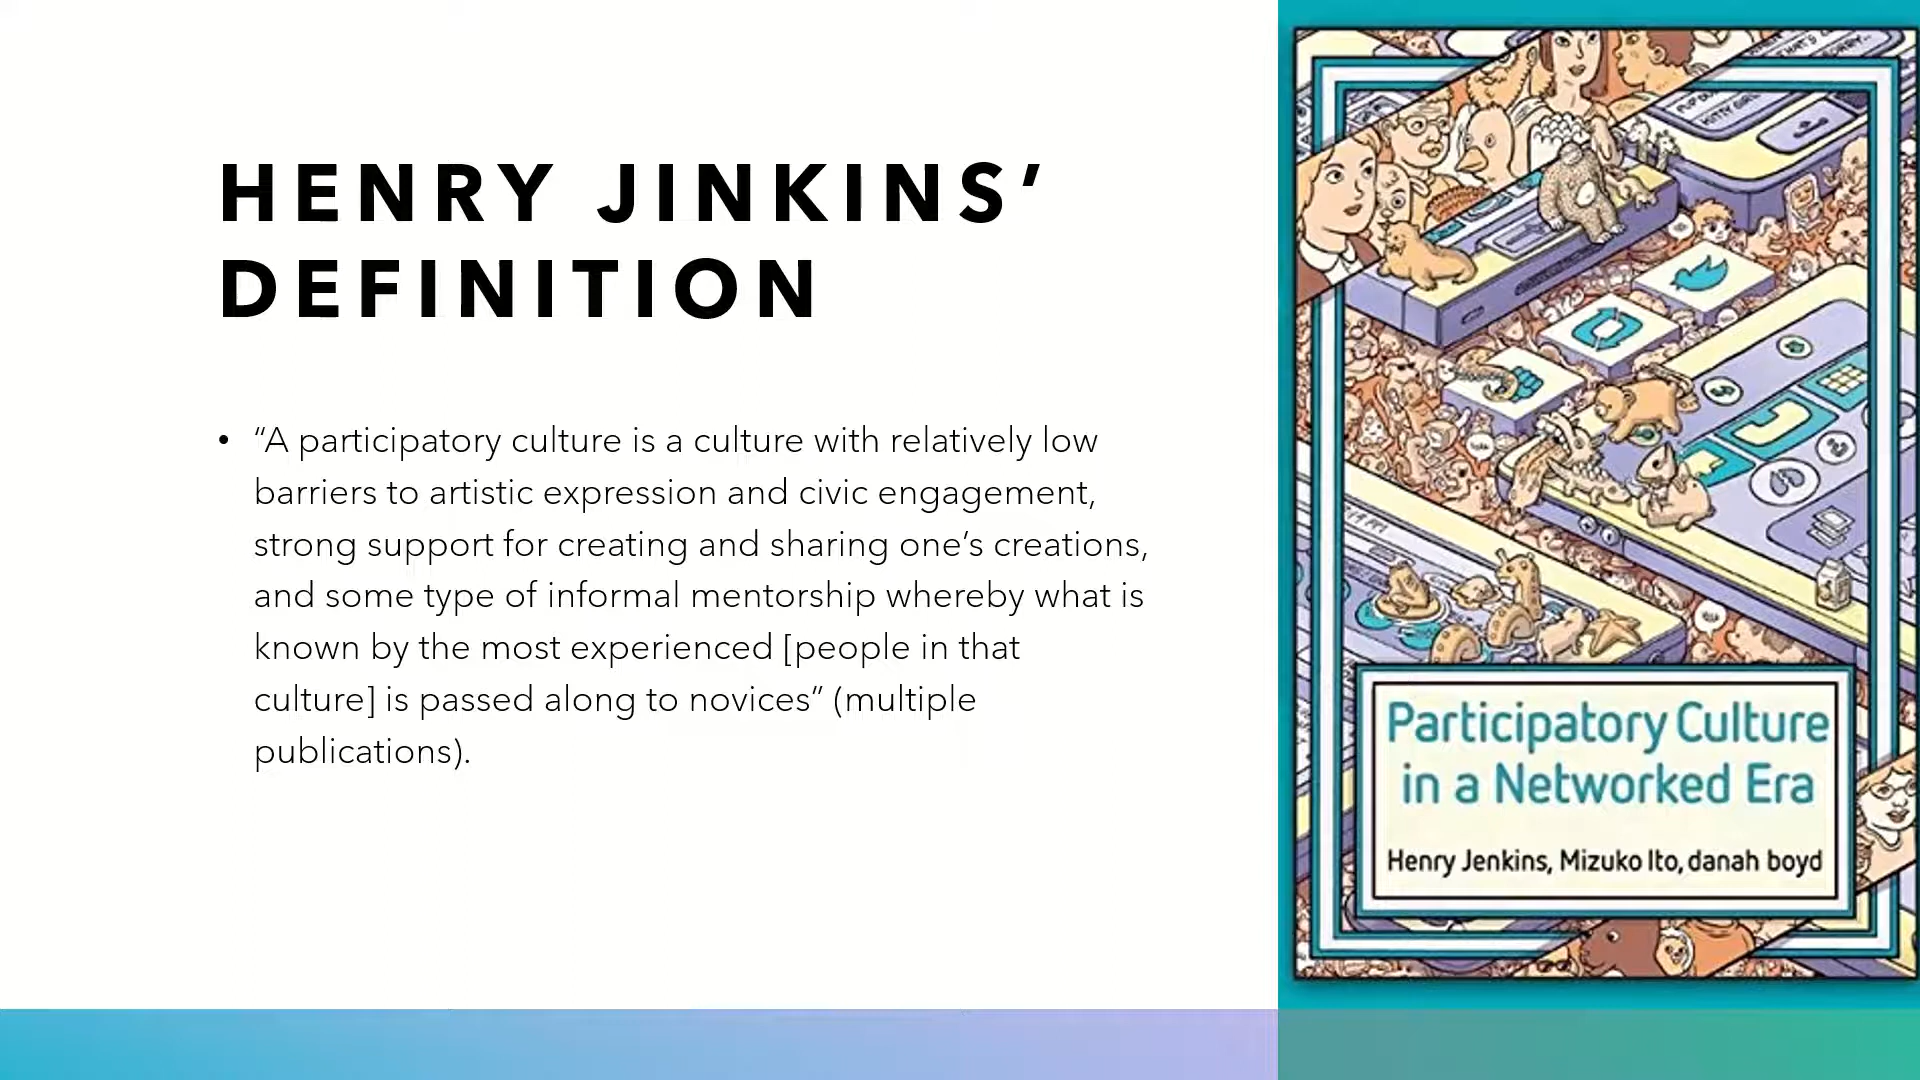 HENRY JINKINS’
DEFINITION
• “A participatory culture is a culture with relatively low
barriers to artistic expression and civic engagement,
strong support for creating and sharing one’s creations,
and some type of informal mentorship whereby what is
known by the most experienced [people in that
culture] is passed along to novices” (multiple
publications).
KITTY GIRL
Participatory Culture
in a Networked Era
Henry Jenkins, Mizuko Ito, danah boyd